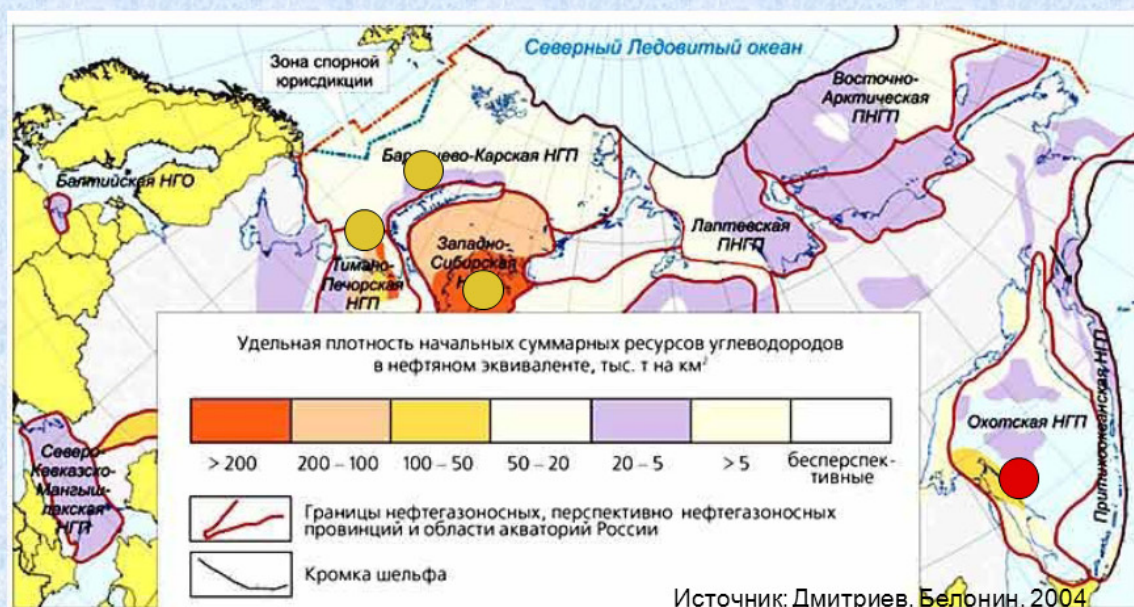 Северный Ледовитый океан
Зона спорной
юрисдикции
Восточно-
Арктическая
ПНГП
Баренцево-Карская НГП
Балтийская НГО
Лаптевская
ПНГП
Западно-
Сибирская
Тимано-
Печорская
НГП
Удельная плотность начальных суммарных ресурсов углеводородов
в нефтяном эквиваленте, тыс. т на км²
> 200 200 – 100 100 – 50 50 – 20 20 – 5 > 5 бесперспек-
тивные
Границы нефтегазоносных, перспективно нефтегазоносных
провинций и области акваторий России
Кромка шельфа
Северо-
Кавказско-
Мангыш-
лакская
НГП
Охотская НГП
Притихоокеанская НГП
Источник: Дмитриев, Белонин, 2004